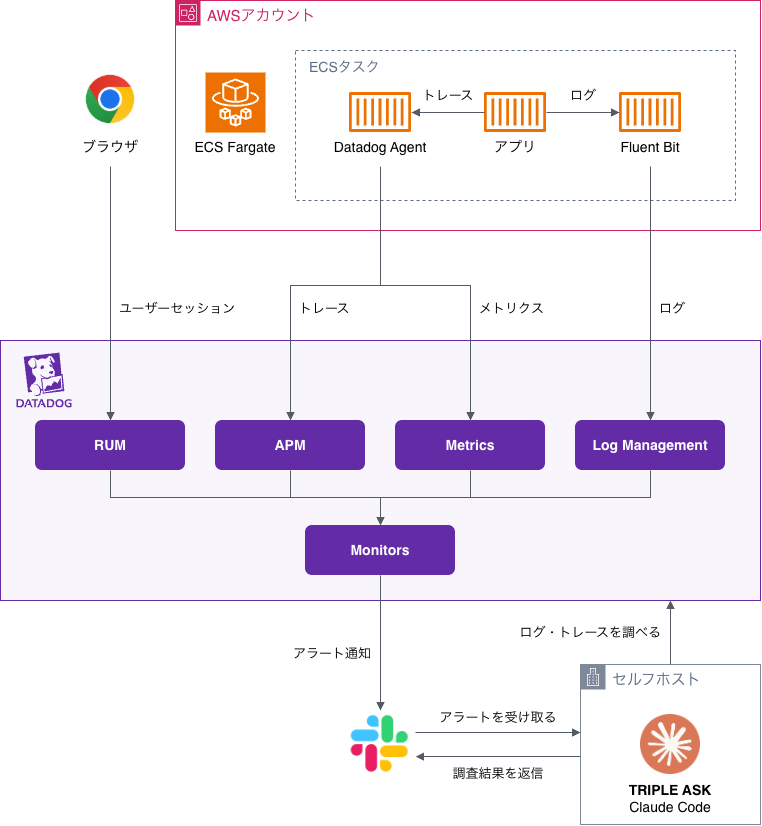 AWSアカウント
ECSタスク
トレース
ログ
ブラウザ
ECS Fargate
Datadog Agent
アプリ
Fluent Bit
ユーザーセッション
トレース
メトリクス
ログ
DATADOG
RUM
APM
Metrics
Log Management
Monitors
ログ・トレースを調べる
アラート通知
セルフホスト
アラートを受け取る
調査結果を返信
TRIPLE ASK
Claude Code